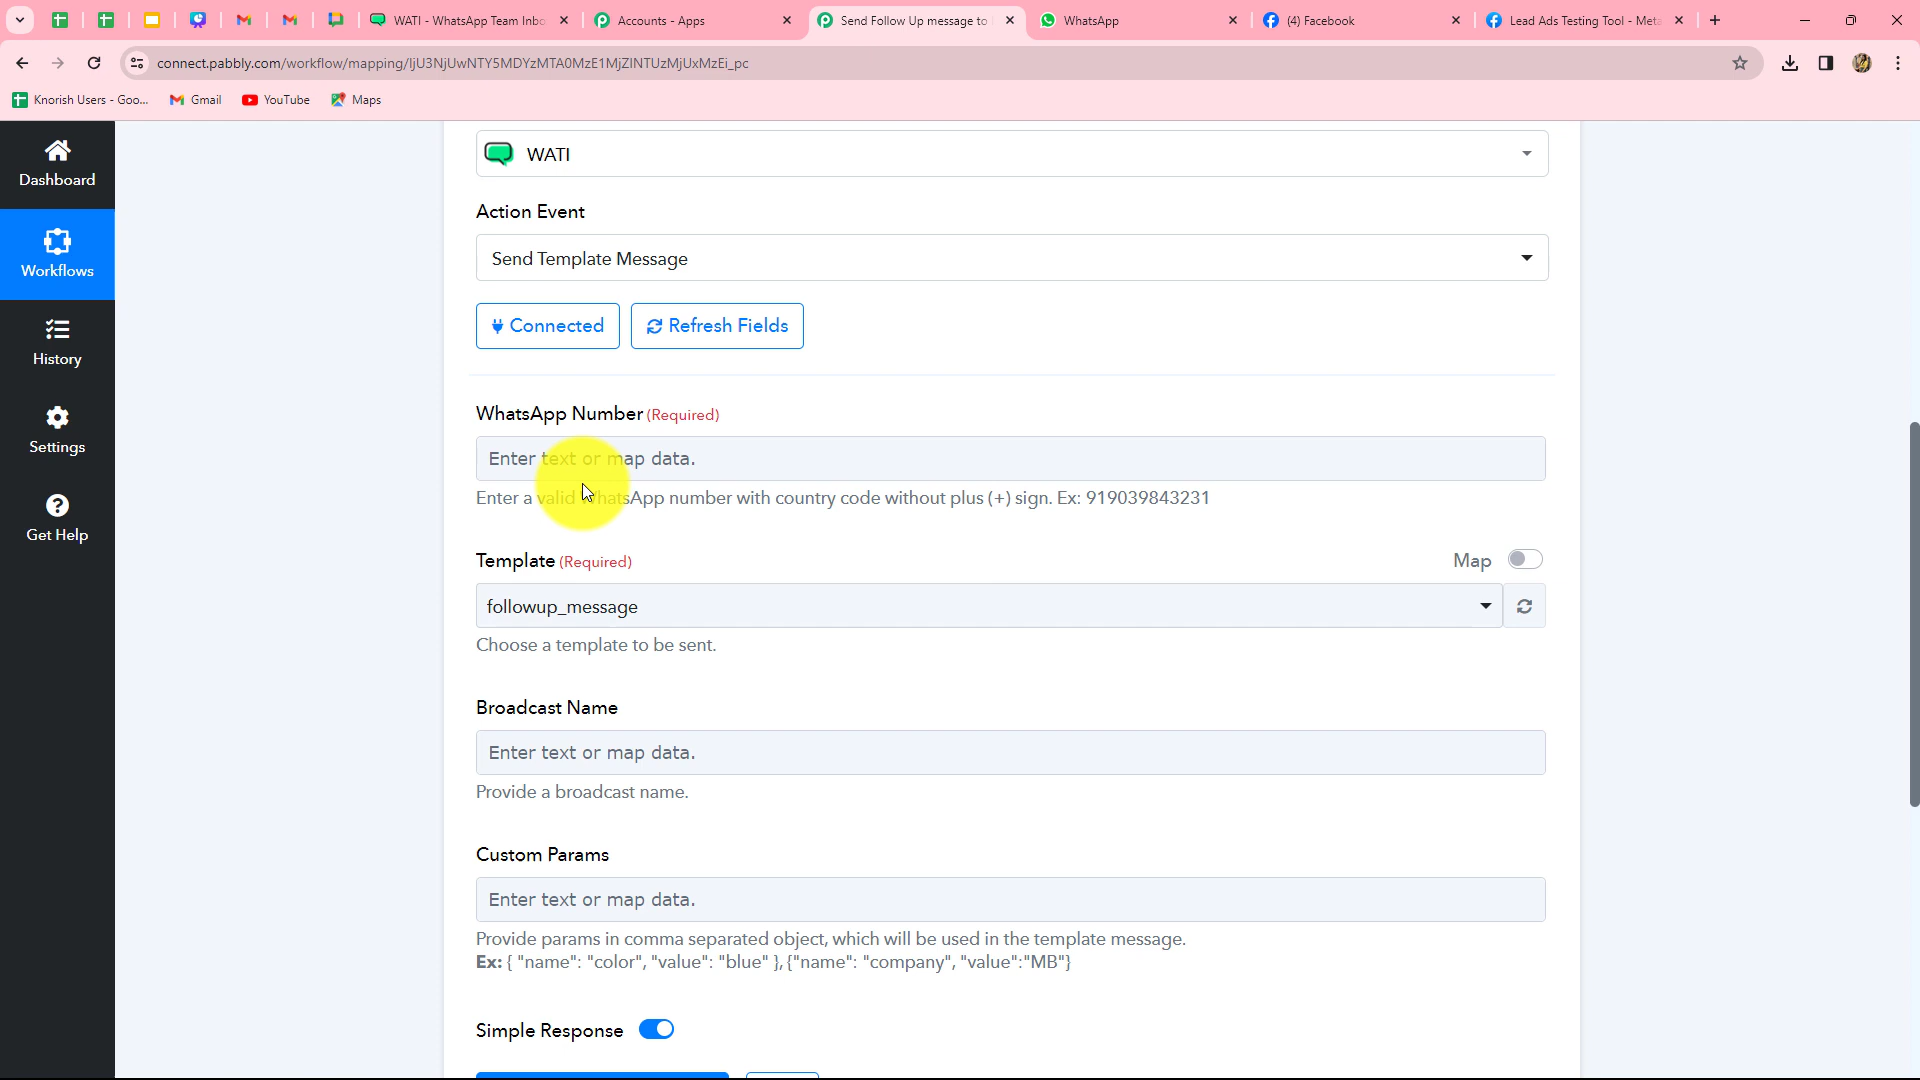 WATI - WhatsApp Team Inbo
Accounts - Apps
Send Follow Up message to
WhatsApp
(4) Facebook
Lead Ads Testing Tool - Meta
connect.pabbly.com/workflow/mapping/IjU3NjUwNTY5MDYzMTA0MzE1MjZlNTUzMjUxMzEi_pc
Knorish Users - Goo...
Gmail
YouTube
Maps
Dashboard
Workflows
History
Settings
Get Help
WATI
Action Event
Send Template Message
Connected
Refresh Fields
WhatsApp Number (Required)
Enter text or map data.
Enter a valid WhatsApp number with country code without plus (+) sign. Ex: 919039843231
Template (Required)
Map
followup_message
Choose a template to be sent.
Broadcast Name
Enter text or map data.
Provide a broadcast name.
Custom Params
Enter text or map data.
Provide params in comma separated object, which will be used in the template message.
Ex: { "name": "color", "value": "blue" }, {"name": "company", "value":"MB"}
Simple Response